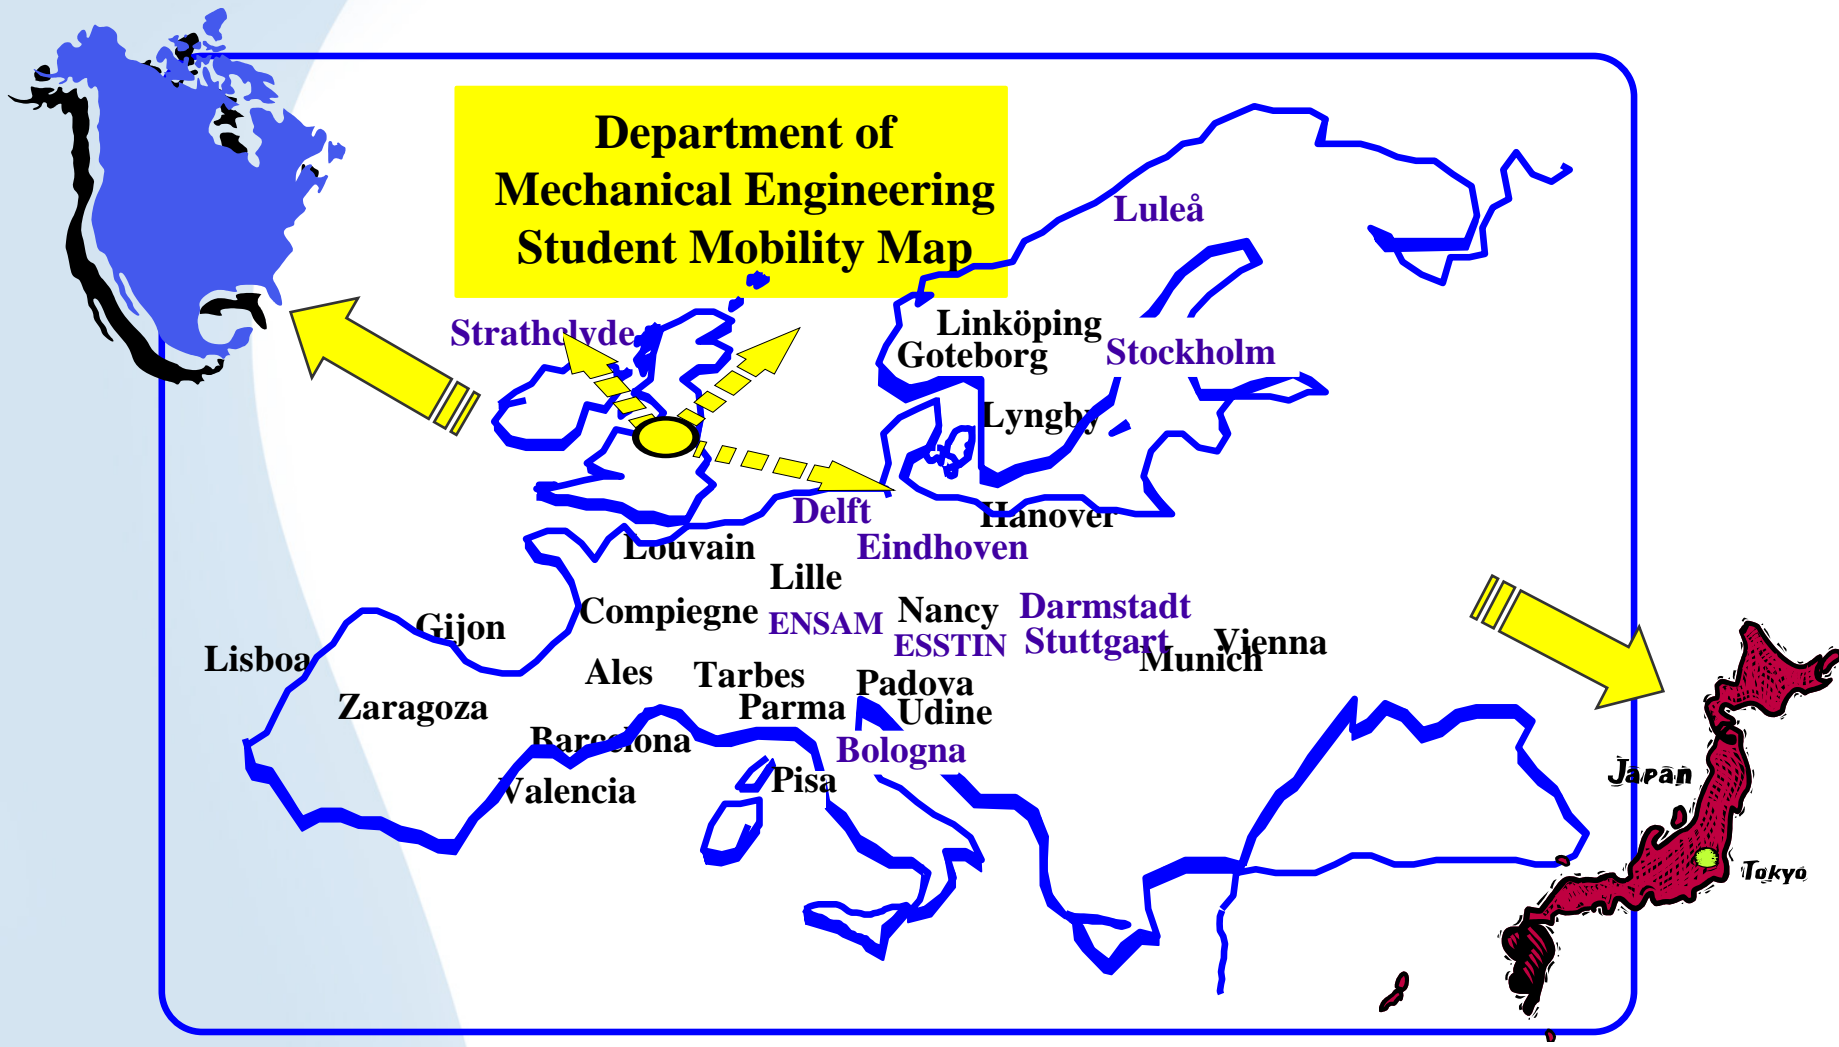 Department of
Mechanical Engineering
Student Mobility Map
Luleå
Strathclyde
Linköping
Goteborg
Stockholm
Lyngby
Delft
Hanover
Louvain
Eindhoven
Lille
Compiegne
ENSAM
Nancy
Darmstadt
Gijon
ESSTIN
Stuttgart
Vienna
Lisboa
Munich
Ales
Tarbes
Padova
Zaragoza
Parma
Udine
Barcelona
Bologna
Valencia
Pisa
Japan
Tokyo